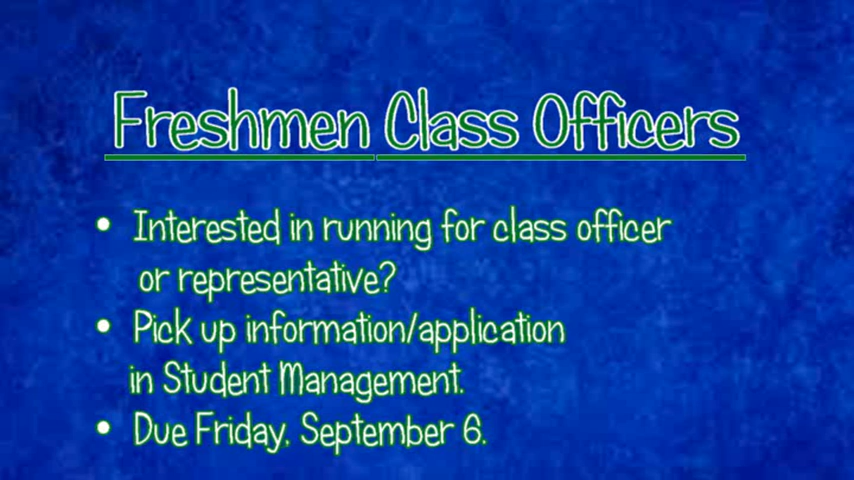 Freshmen Class Officers
• Interested in running for class officer
or representative?
• Pick up information/application
in Student Management.
• Due Friday, September 6.